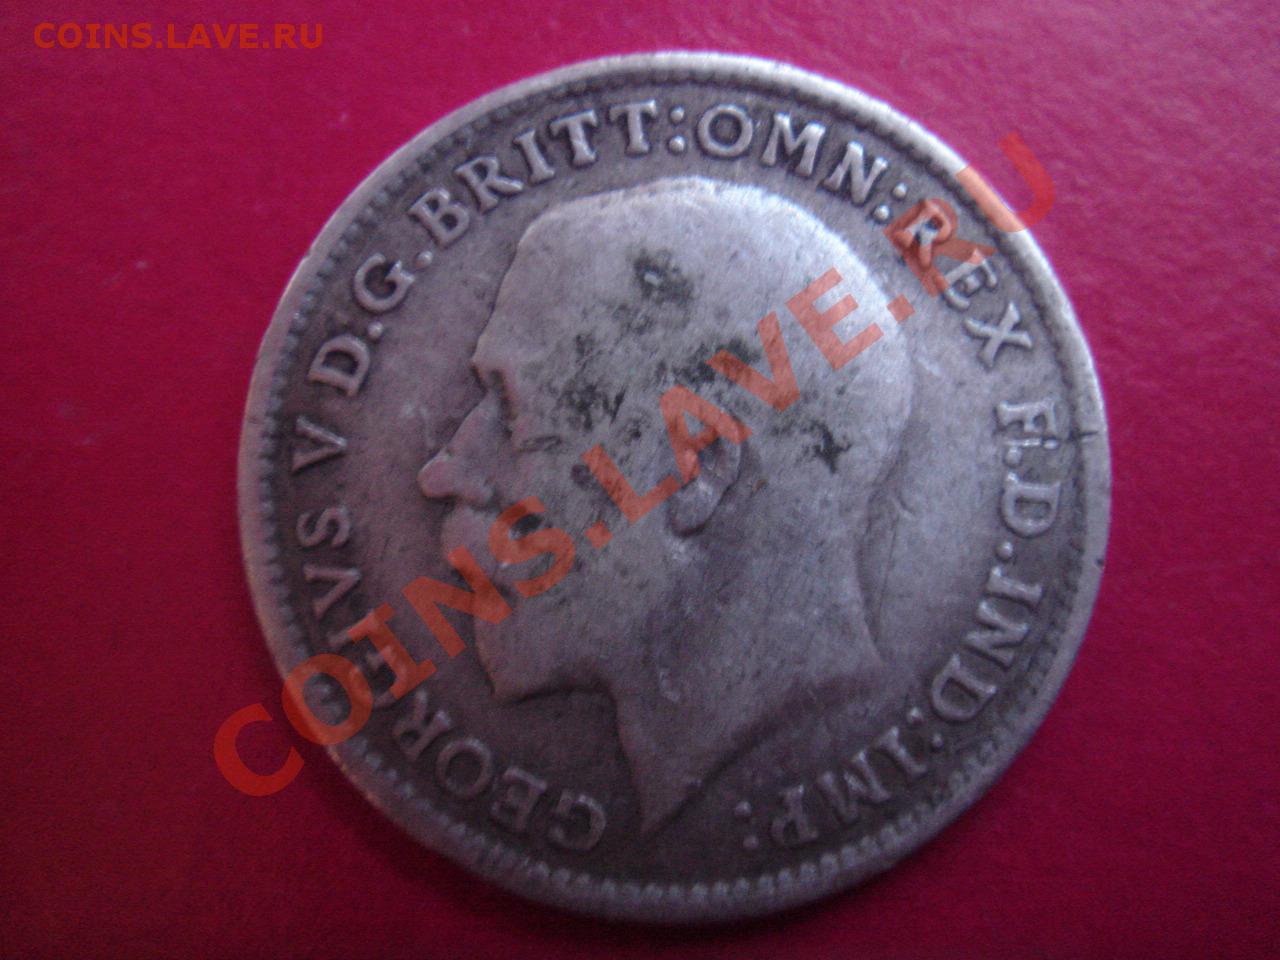 COINS.LAVE.RU
GEORGIVS V D.G.BRITT:OMN:REX F.D.IND:IMP:
COINS.LAVE.RU